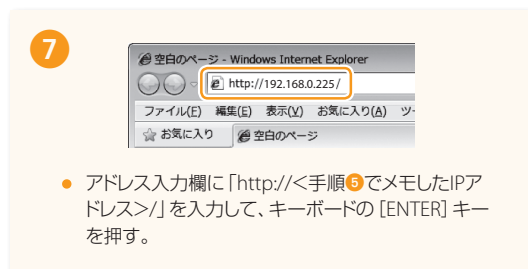 7
空白のページ - Windows Internet Explorer
http://192.168.0.225/
ファイル(F) 編集(E) 表示(V) お気に入り(A) ツ-
お気に入り 空白のページ
● アドレス入力欄に「http://<手順5でメモしたIPア
ドレス>/」を入力して、キーボードの［ENTER］キー
を押す。